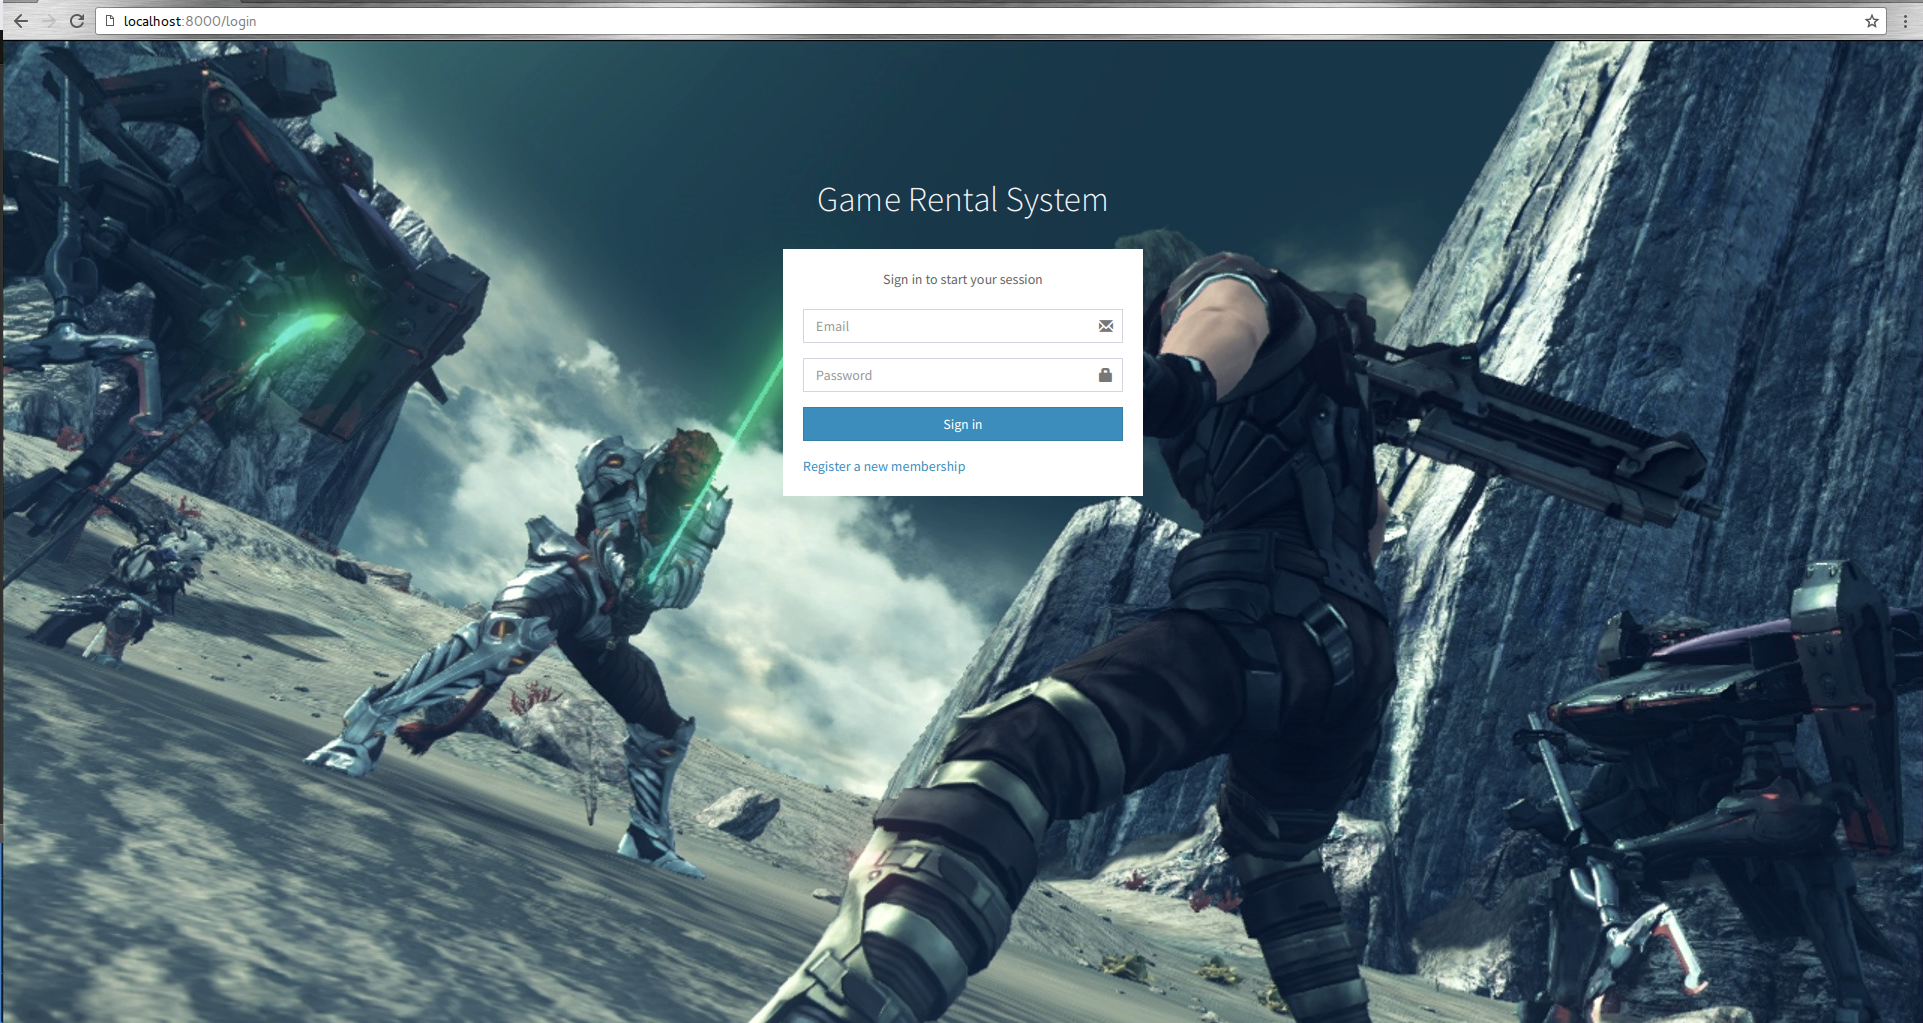 localhost:8000/login
Game Rental System
Sign in to start your session
Email
Password
Sign in
Register a new membership